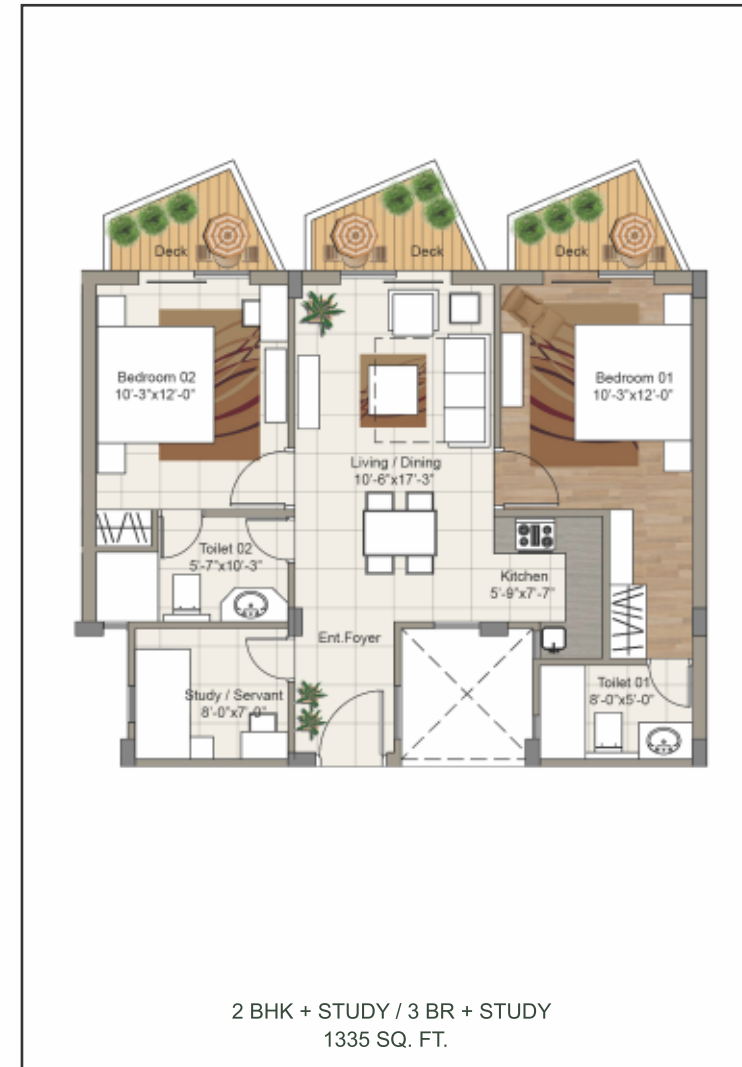 Deck
Deck
Deck
Bedroom 02
10'-3"x12'-0"
Bedroom 01
10'-3"x12'-0"
Living / Dining
10'-6"x17'-3"
Toilet 02
5'-7"x10'-3"
Kitchen
5'-9"x7'-7"
Ent.Foyer
Study / Servant
8'-0"x7'-0"
Toilet 01
8'-0"x5'-0"
2 BHK + STUDY / 3 BR + STUDY
1335 SQ. FT.